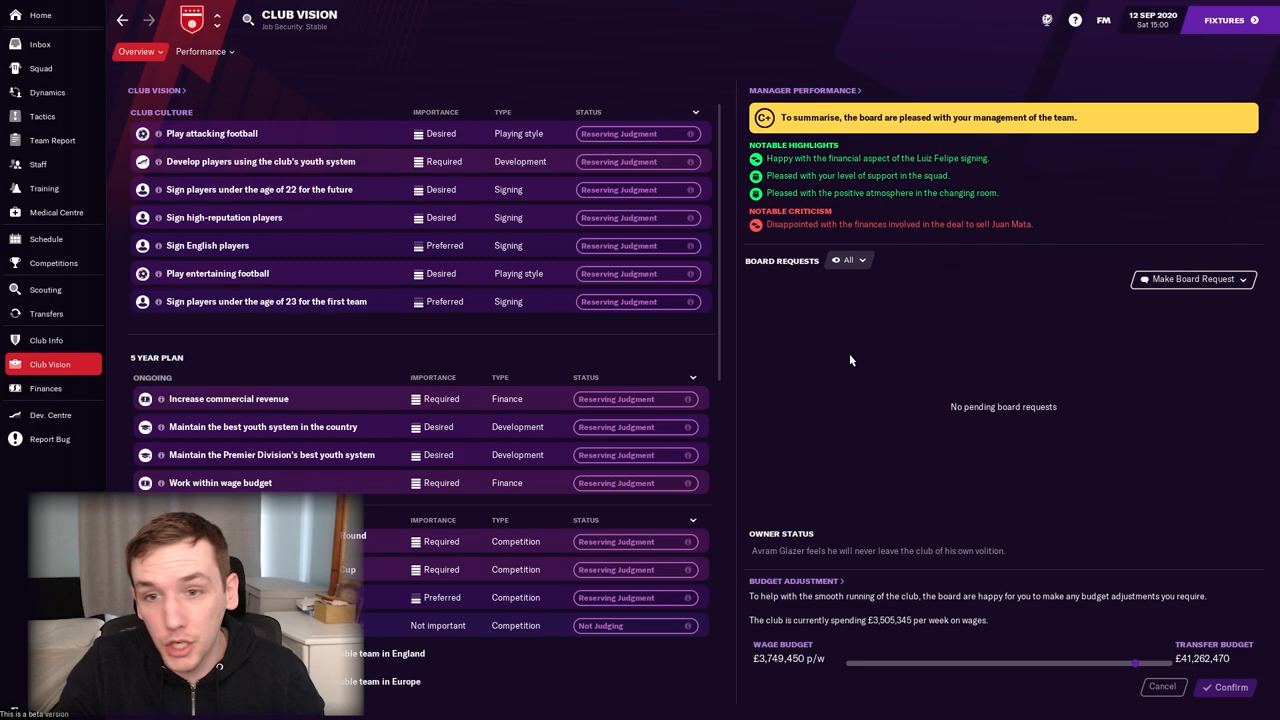 Home
CLUB VISION
Job Security: Stable
FM
12 SEP 2020
Sat 15:00
FIXTURES
Overview
Performance
Inbox
Squad
Dynamics
Tactics
Team Report
Staff
Training
Medical Centre
Schedule
Competitions
Scouting
Transfers
Club Info
Club Vision
Finances
Dev. Centre
Report Bug
This is a beta version
CLUB VISION
CLUB CULTURE IMPORTANCE TYPE STATUS
Play attacking football Desired Playing style Reserving Judgment
Develop players using the club's youth system Required Development Reserving Judgment
Sign players under the age of 22 for the future Desired Signing Reserving Judgment
Sign high-reputation players Desired Signing Reserving Judgment
Sign English players Preferred Signing Reserving Judgment
Play entertaining football Desired Playing style Reserving Judgment
Sign players under the age of 23 for the first team Preferred Signing Reserving Judgment
5 YEAR PLAN
ONGOING IMPORTANCE TYPE STATUS
Increase commercial revenue Required Finance Reserving Judgment
Maintain the best youth system in the country Desired Development Reserving Judgment
Maintain the Premier Division's best youth system Desired Development Reserving Judgment
Work within wage budget Required Finance Reserving Judgment
IMPORTANCE TYPE STATUS
Round Required Competition Reserving Judgment
Cup Required Competition Reserving Judgment
Preferred Competition Reserving Judgment
Not important Competition Not Judging
able team in England
able team in Europe
MANAGER PERFORMANCE
C+ To summarise, the board are pleased with your management of the team.
NOTABLE HIGHLIGHTS
Happy with the financial aspect of the Luiz Felipe signing.
Pleased with your level of support in the squad.
Pleased with the positive atmosphere in the changing room.
NOTABLE CRITICISM
Disappointed with the finances involved in the deal to sell Juan Mata.
BOARD REQUESTS All
Make Board Request
No pending board requests
OWNER STATUS
Avram Glazer feels he will never leave the club of his own volition.
BUDGET ADJUSTMENT
To help with the smooth running of the club, the board are happy for you to make any budget adjustments you require.
The club is currently spending £3,505,345 per week on wages.
WAGE BUDGET TRANSFER BUDGET
£3,749,450 p/w £41,262,470
Cancel Confirm